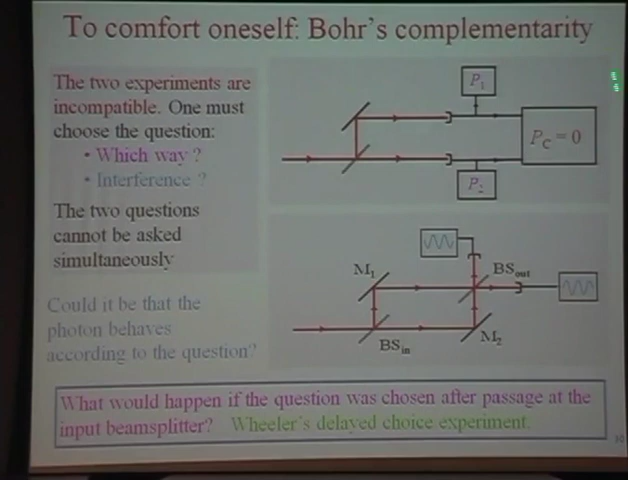 To comfort oneself: Bohr's complementarity
The two experiments are
incompatible. One must
choose the question:
• Which way ?
• Interference ?
The two questions
cannot be asked
simultaneously
Could it be that the
photon behaves
according to the question?
P1
PC = 0
P2
M1
BSout
BSin
M2
What would happen if the question was chosen after passage at the
input beamsplitter? Wheeler's delayed choice experiment.